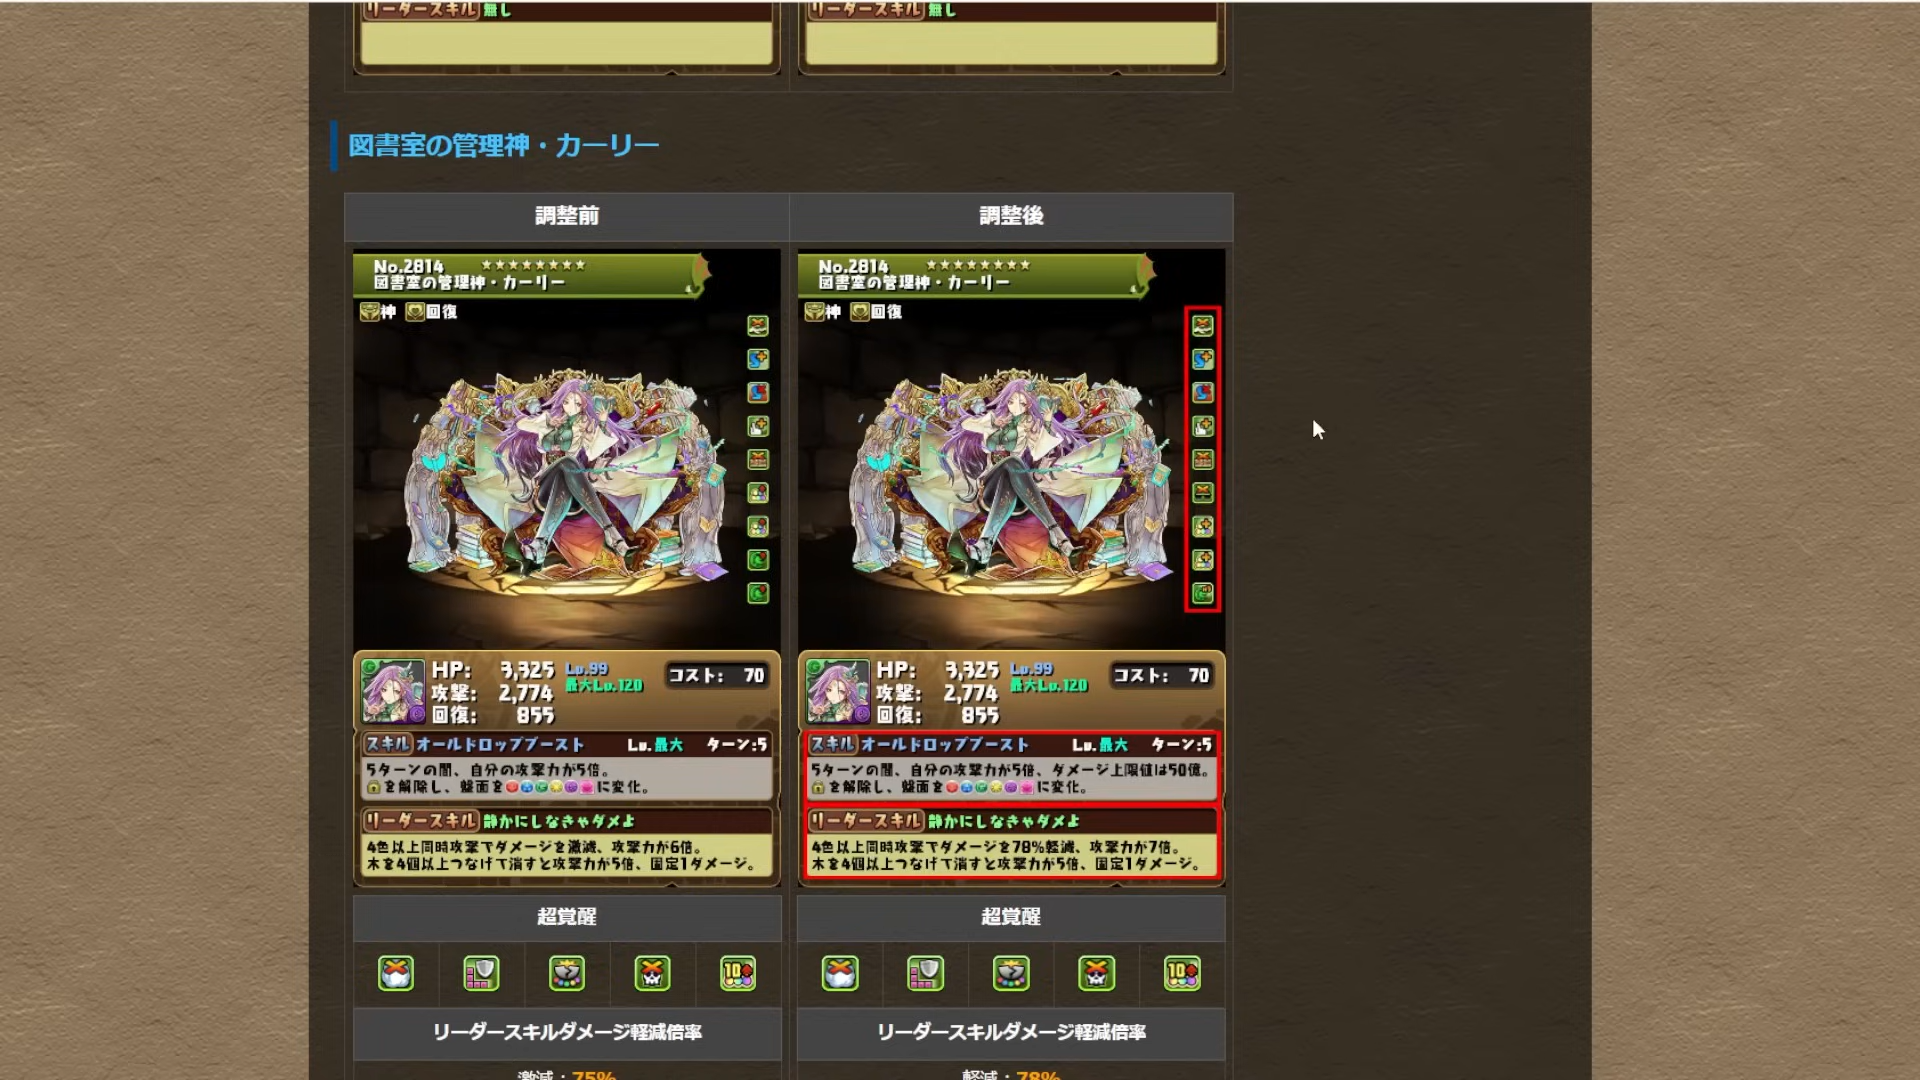 リーダースキル 無し
リーダースキル 無し
図書室の管理神・カーリー
調整前
調整後
No.2814 ★★★★★★★★
図書室の管理神・カーリー
神 回復
HP: 3,325 Lv.99
攻撃: 2,774 最大Lv.120
回復: 855
コスト: 70
スキル オールドロップブースト Lv.最大 ターン:5
5ターンの間、自分の攻撃力が5倍。
を解除し、盤面を に変化。
リーダースキル 静かにしなきゃダメよ
4色以上同時攻撃でダメージを激減、攻撃力が6倍。
木を4個以上つなげて消すと攻撃力が5倍、固定1ダメージ。
超覚醒
10
リーダースキルダメージ軽減倍率
激減:75%
No.2814 ★★★★★★★★
図書室の管理神・カーリー
神 回復
HP: 3,325 Lv.99
攻撃: 2,774 最大Lv.120
回復: 855
コスト: 70
スキル オールドロップブースト Lv.最大 ターン:5
5ターンの間、自分の攻撃力が5倍、ダメージ上限値は50億。
を解除し、盤面を に変化。
リーダースキル 静かにしなきゃダメよ
4色以上同時攻撃でダメージを78%軽減、攻撃力が7倍。
木を4個以上つなげて消すと攻撃力が5倍、固定1ダメージ。
超覚醒
10
リーダースキルダメージ軽減倍率
軽減:78%